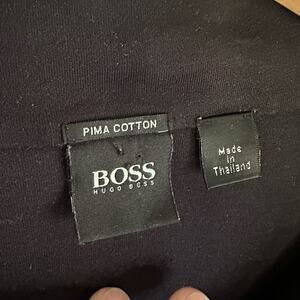 PIMA COTTON
BOSS
HUGO BOSS
Made
in
Thailand